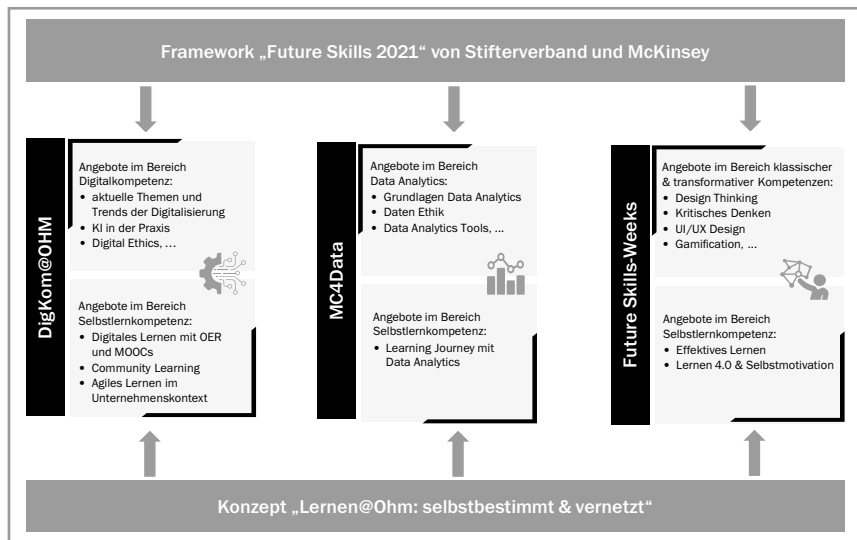 Framework „Future Skills 2021“ von Stifterverband und McKinsey
DigKom@OHM
Angebote im Bereich
Digitalkompetenz:
• aktuelle Themen und
Trends der Digitalisierung
• KI in der Praxis
• Digital Ethics, ...
Angebote im Bereich
Selbstlernkompetenz:
• Digitales Lernen mit OER
und MOOCs
• Community Learning
• Agiles Lernen im
Unternehmenskontext
MC4Data
Angebote im Bereich
Data Analytics:
• Grundlagen Data Analytics
• Daten Ethik
• Data Analytics Tools, ...
Angebote im Bereich
Selbstlernkompetenz:
• Learning Journey mit
Data Analytics
Future Skills-Weeks
Angebote im Bereich klassischer
& transformativer Kompetenzen:
• Design Thinking
• Kritisches Denken
• UI/UX Design
• Gamification, ...
Angebote im Bereich
Selbstlernkompetenz:
• Effektives Lernen
• Lernen 4.0 & Selbstmotivation
Konzept „Lernen@Ohm: selbstbestimmt & vernetzt“